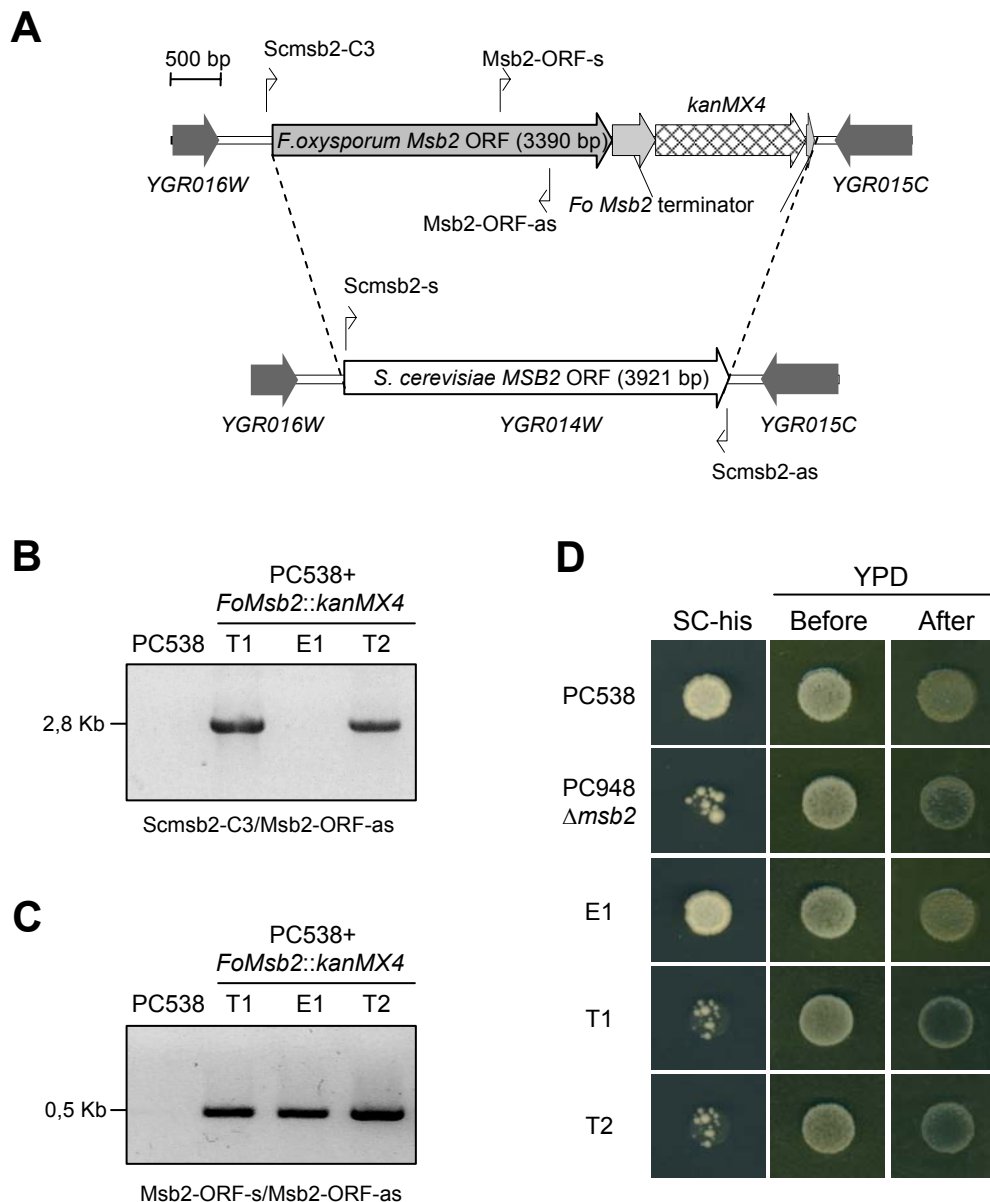 A
500 bp
Scmsb2-C3
Msb2-ORF-s
kanMX4
F.oxysporum Msb2 ORF (3390 bp)
YGR016W
Msb2-ORF-as
Fo Msb2 terminator
YGR015C
Scmsb2-s
S. cerevisiae MSB2 ORF (3921 bp)
YGR016W
YGR014W
YGR015C
Scmsb2-as
B
PC538+
FoMsb2::kanMX4
PC538 T1 E1 T2
2,8 Kb
Scmsb2-C3/Msb2-ORF-as
C
PC538+
FoMsb2::kanMX4
PC538 T1 E1 T2
0,5 Kb
Msb2-ORF-s/Msb2-ORF-as
D
YPD
SC-his Before After
PC538
PC948
Δmsb2
E1
T1
T2